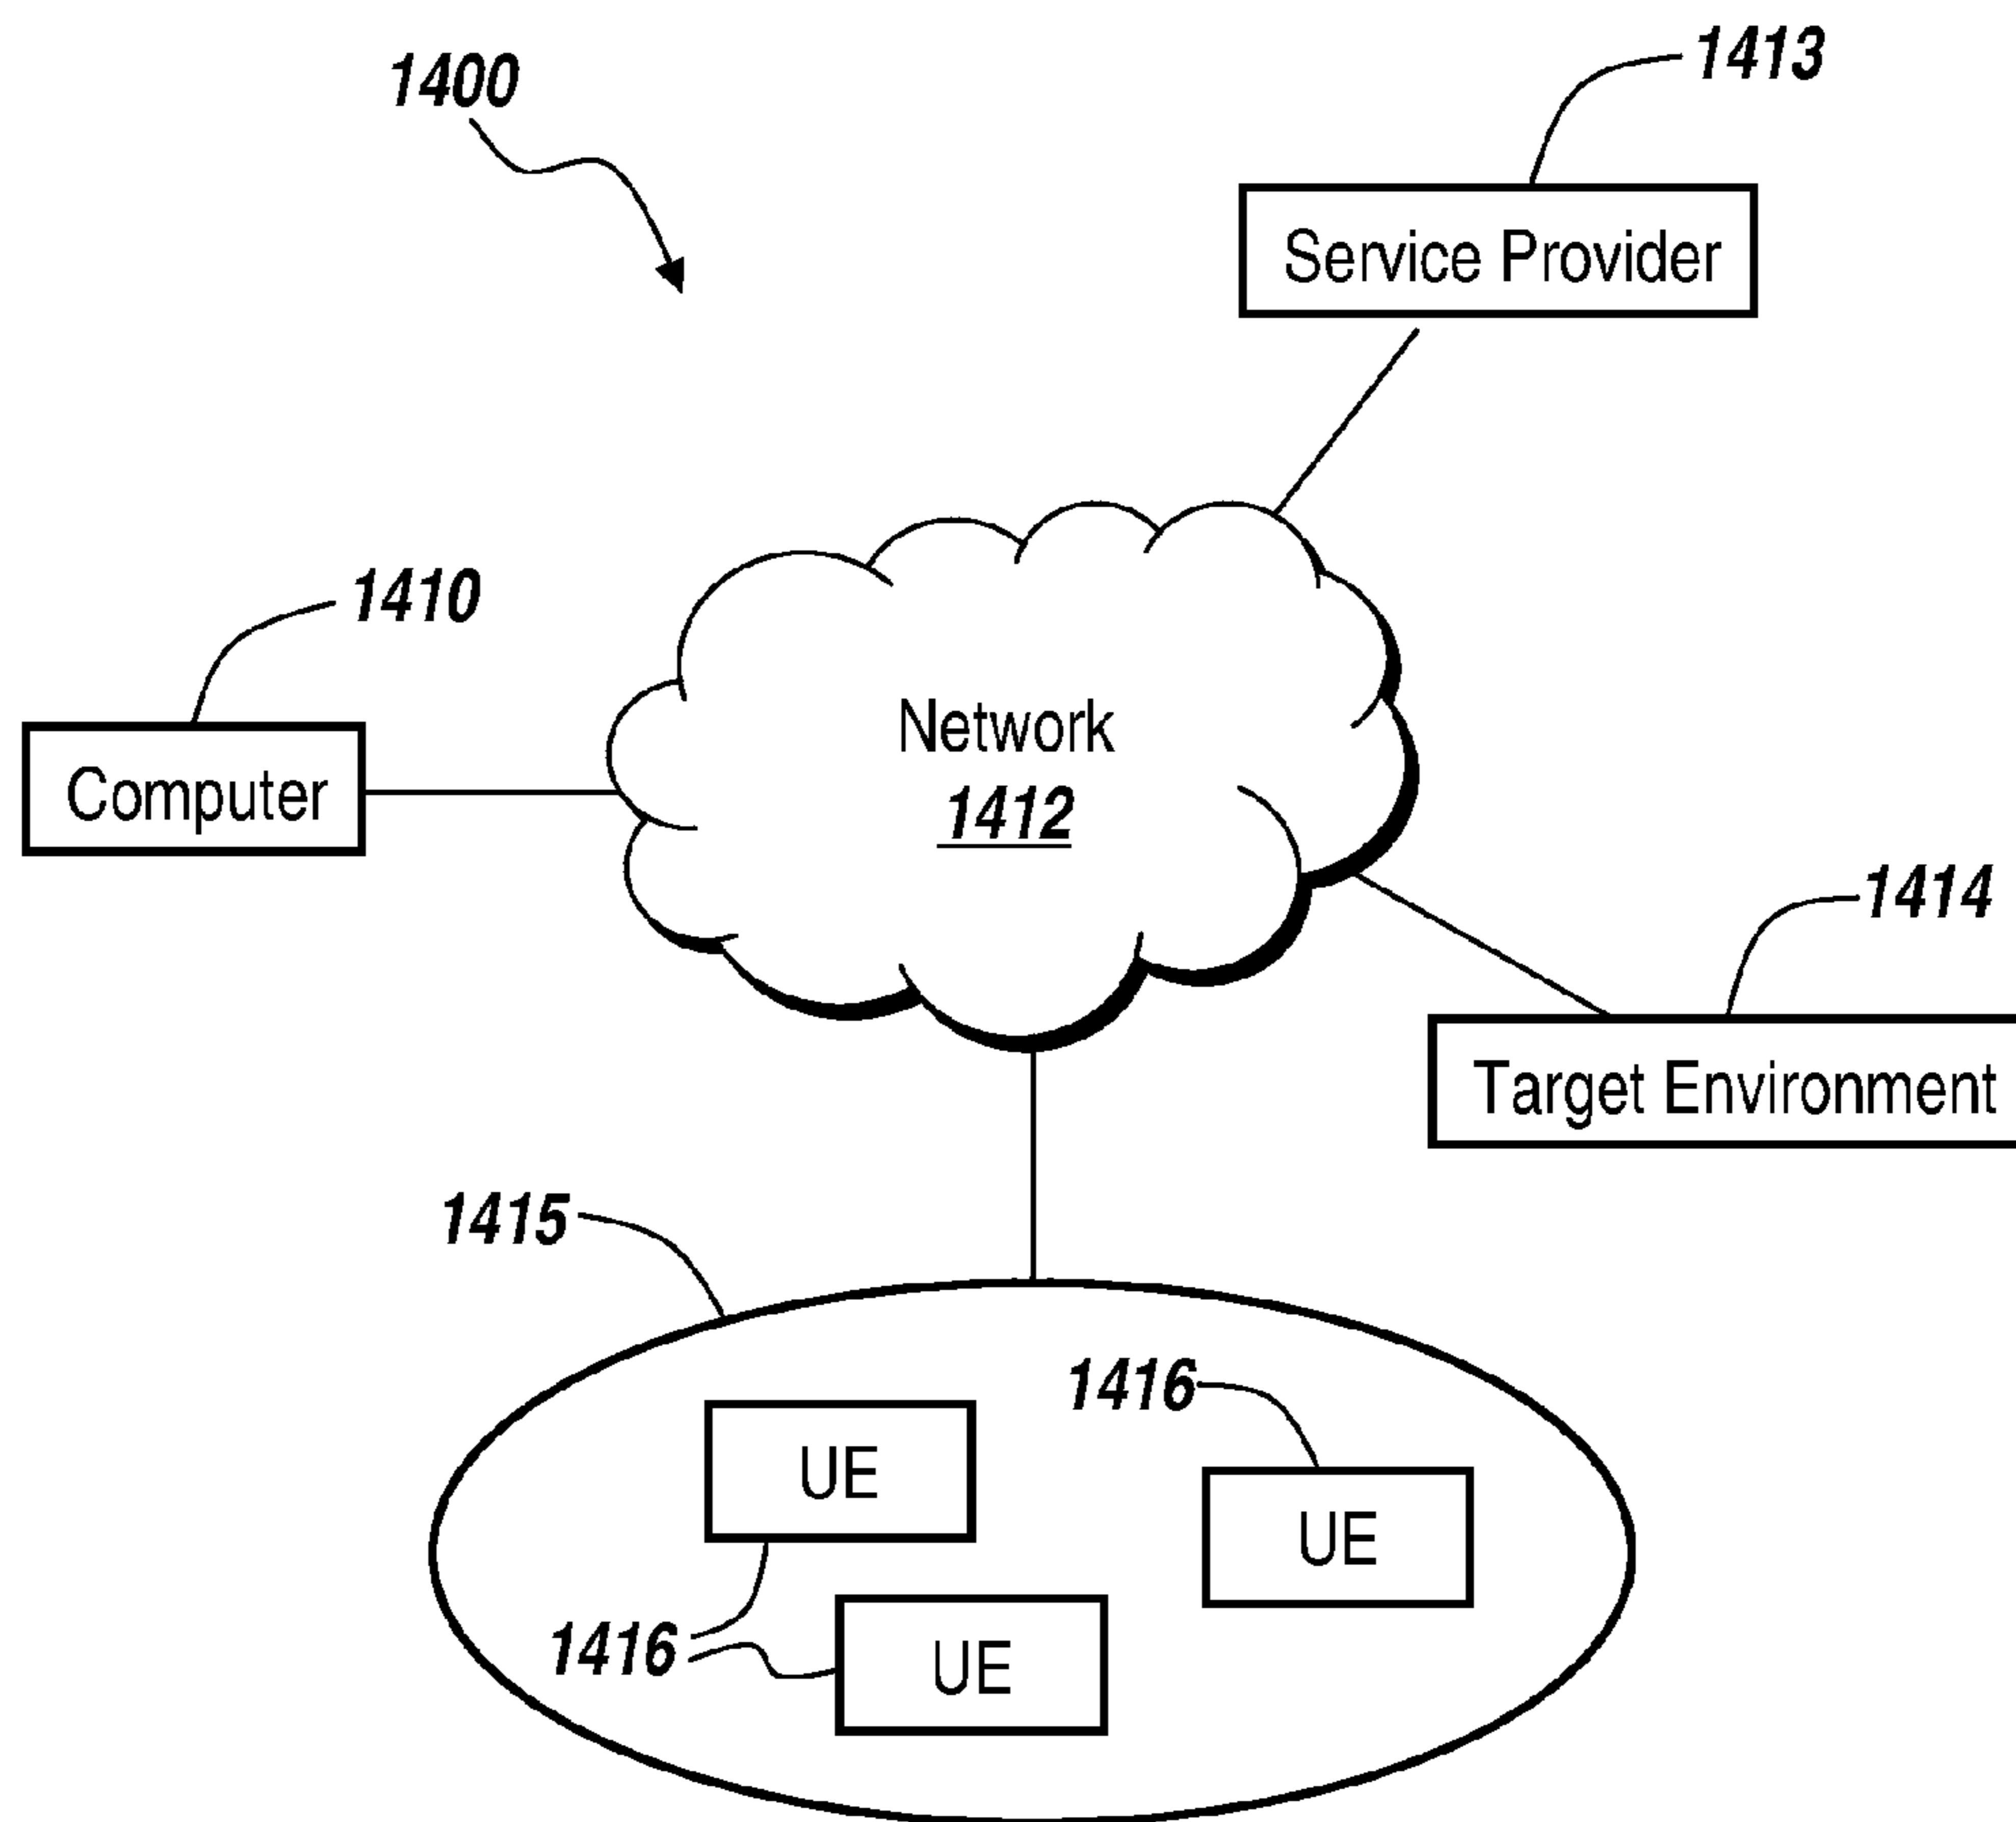 1413
1400
Service Provider
1410
Network
1412
Computer
1414
Target Environment
1415
1416
UE
UE
1416
UE